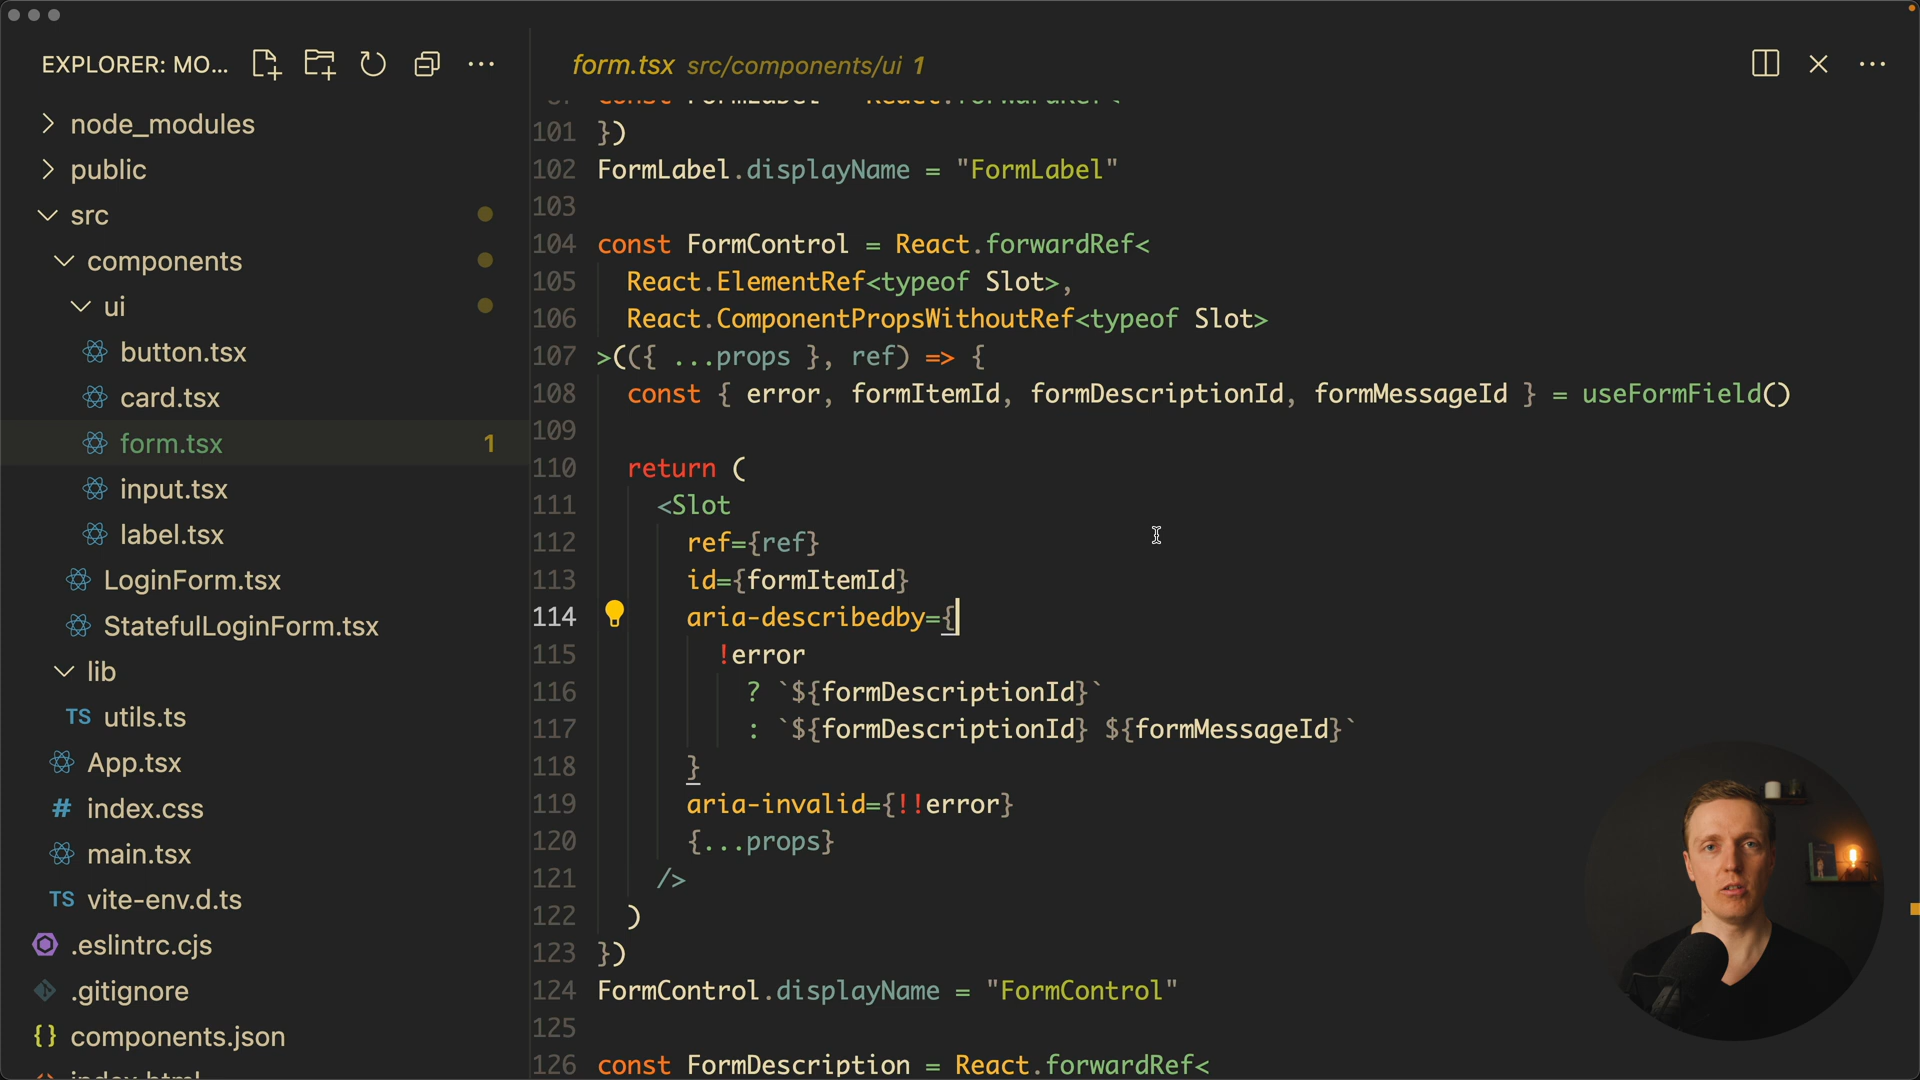 EXPLORER: MO...
node_modules
public
src
components
ui
button.tsx
card.tsx
form.tsx 1
input.tsx
label.tsx
LoginForm.tsx
StatefulLoginForm.tsx
lib
TS utils.ts
App.tsx
# index.css
main.tsx
TS vite-env.d.ts
.eslintrc.cjs
.gitignore
{} components.json
index.html
form.tsx src/components/ui 1
const FormLabel = React.forwardRef<
101 })
102 FormLabel.displayName = "FormLabel"
103
104 const FormControl = React.forwardRef<
105 React.ElementRef<typeof Slot>,
106 React.ComponentPropsWithoutRef<typeof Slot>
107 >(({ ...props }, ref) => {
108 const { error, formItemId, formDescriptionId, formMessageId } = useFormField()
109
110 return (
111 <Slot
112 ref={ref}
113 id={formItemId}
114 aria-describedby={
115 !error
116 ? `${formDescriptionId}`
117 : `${formDescriptionId} ${formMessageId}`
118 }
119 aria-invalid={!!error}
120 {...props}
121 />
122 )
123 })
124 FormControl.displayName = "FormControl"
125
126 const FormDescription = React.forwardRef<